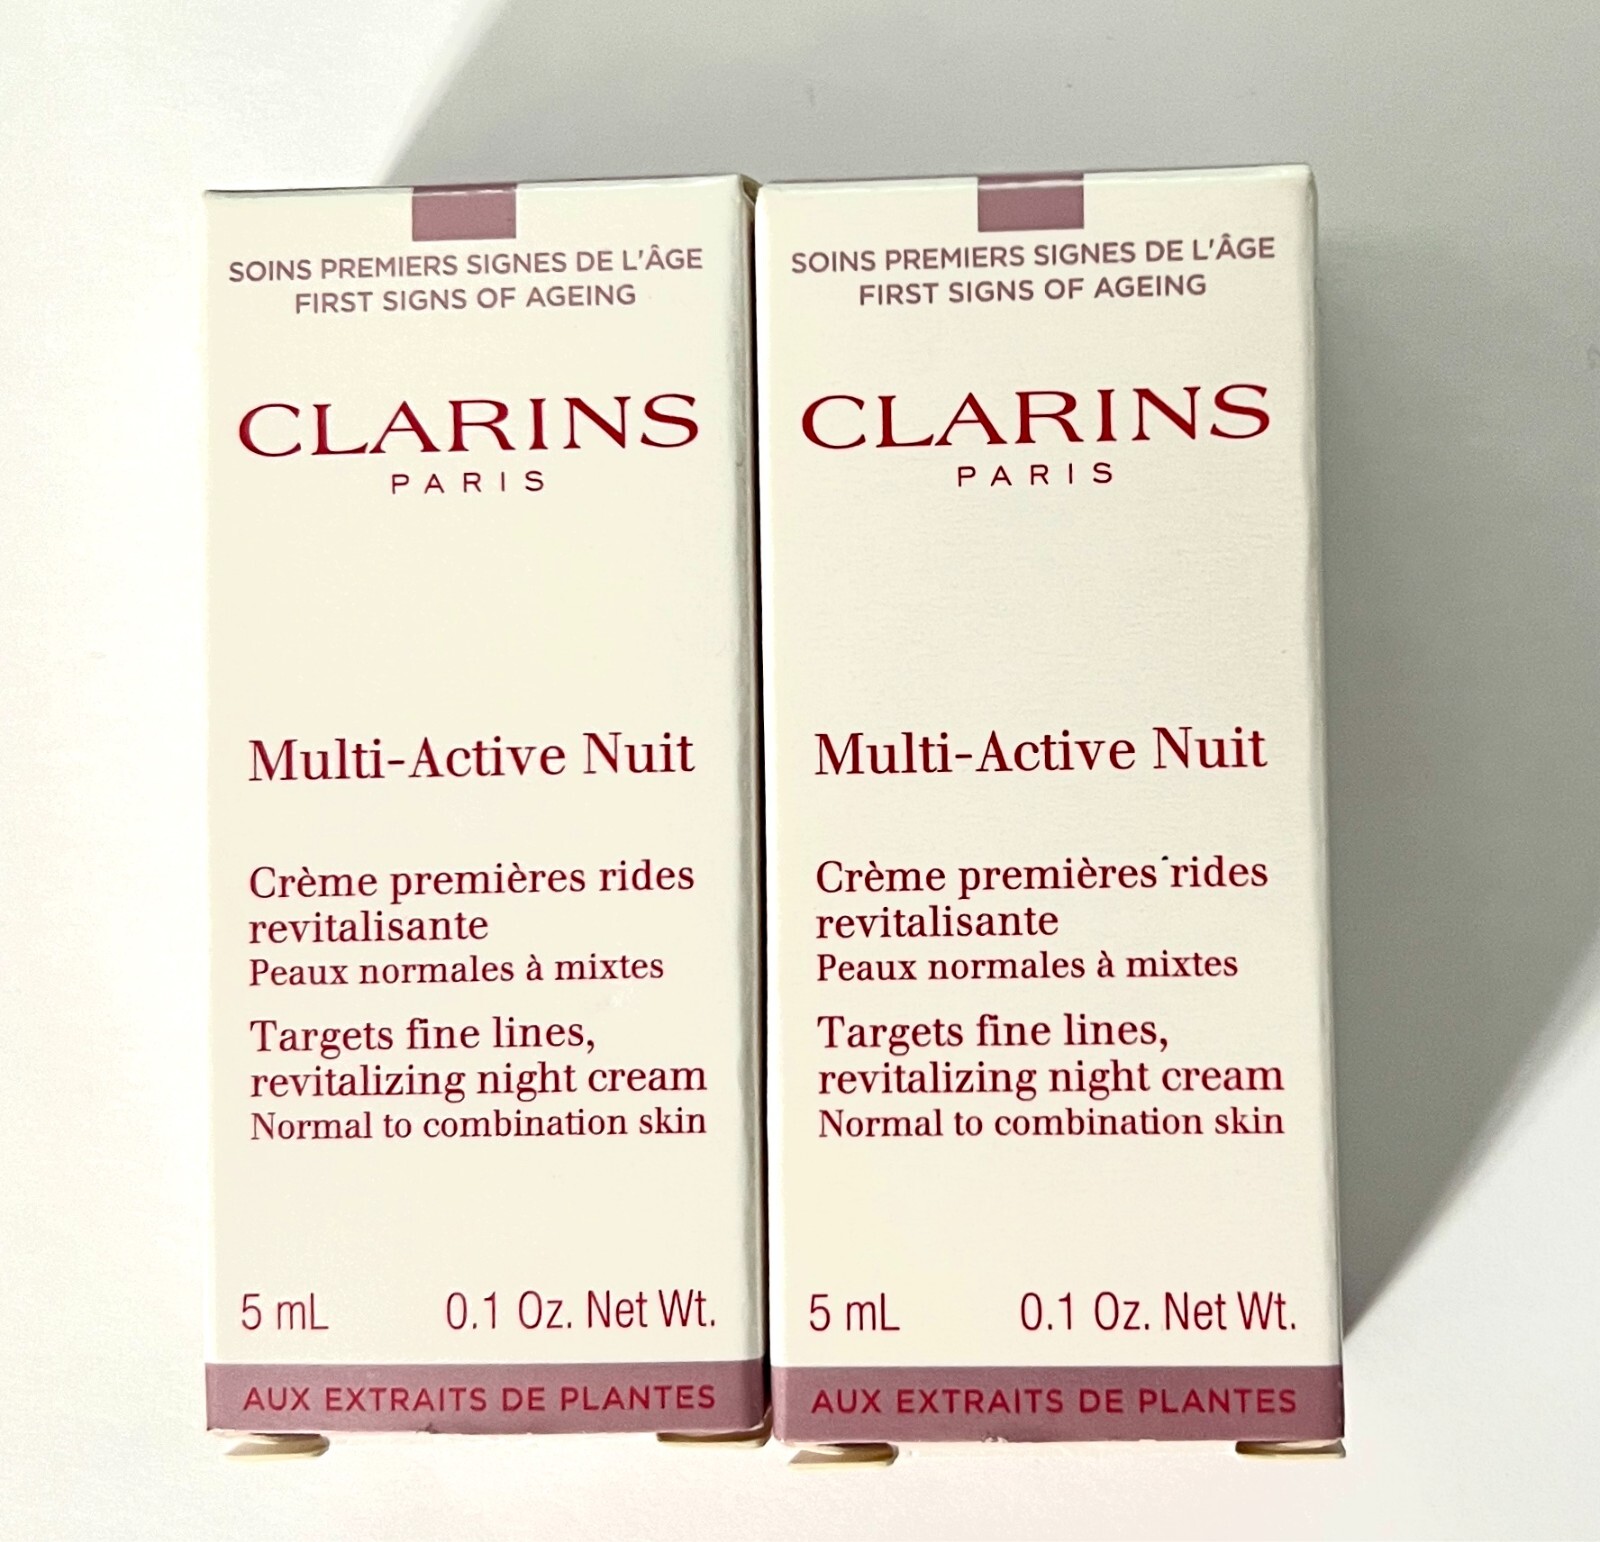 SOINS PREMIERS SIGNES DE L'ÂGE
FIRST SIGNS OF AGEING
CLARINS
PARIS
Multi-Active Nuit
Crème premières rides
revitalisante
Peaux normales à mixtes
Targets fine lines,
revitalizing night cream
Normal to combination skin
5 mL 0.1 Oz. Net Wt.
AUX EXTRAITS DE PLANTES
SOINS PREMIERS SIGNES DE L'ÂGE
FIRST SIGNS OF AGEING
CLARINS
PARIS
Multi-Active Nuit
Crème premières rides
revitalisante
Peaux normales à mixtes
Targets fine lines,
revitalizing night cream
Normal to combination skin
5 mL 0.1 Oz. Net Wt.
AUX EXTRAITS DE PLANTES